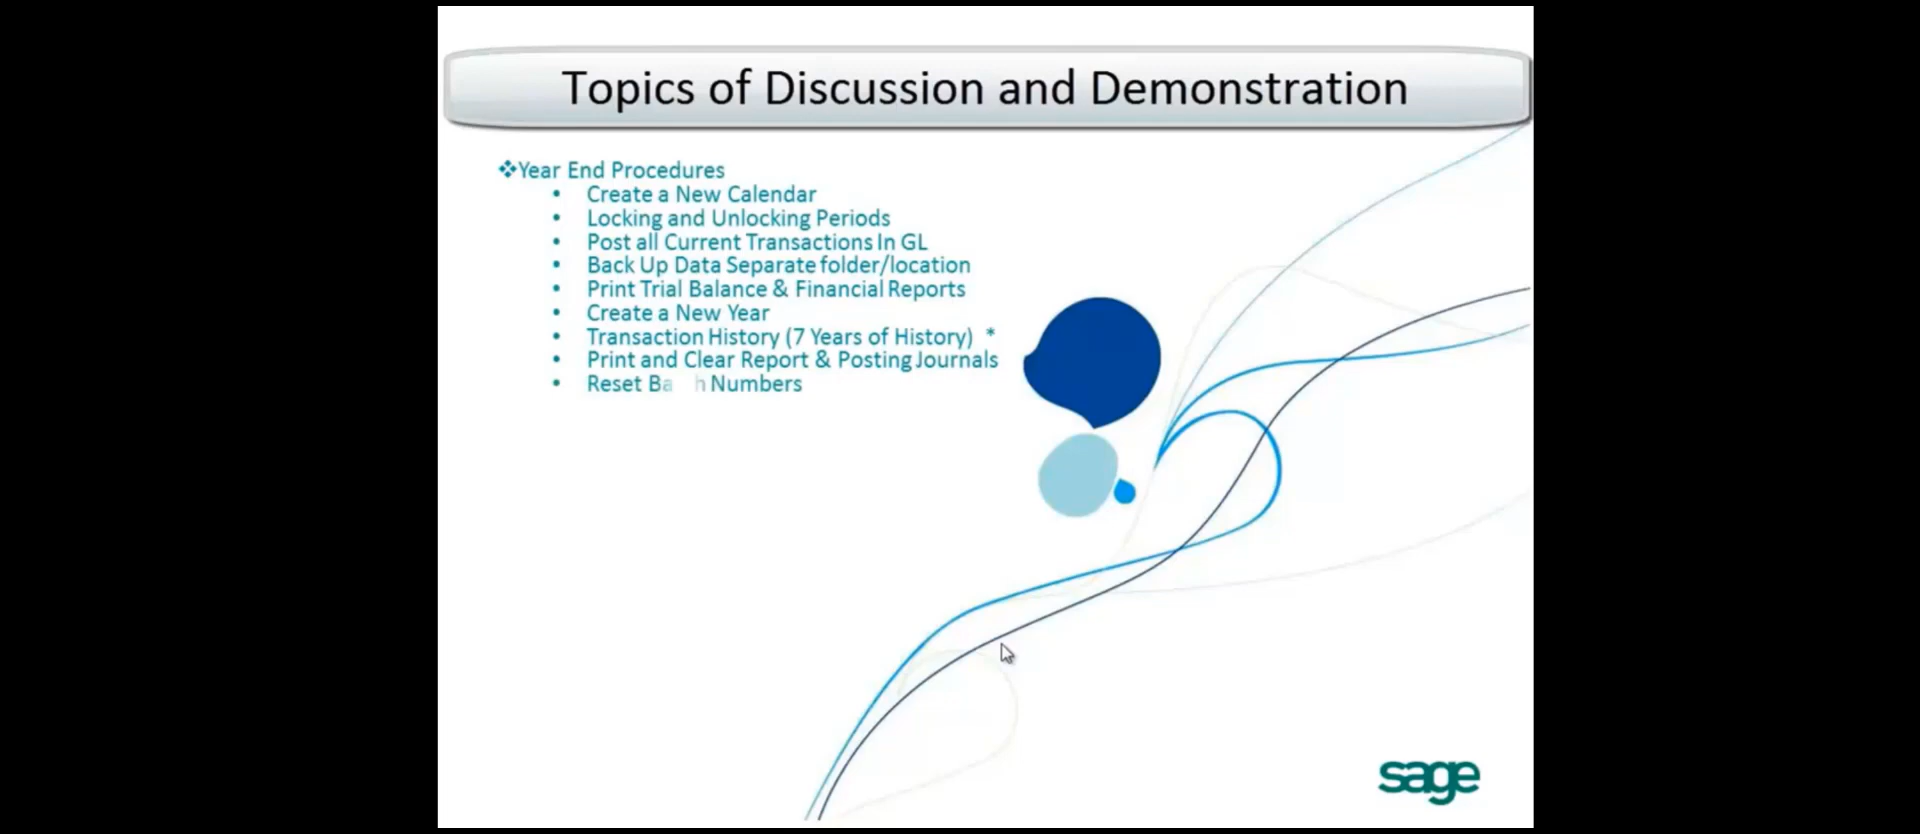 Topics of Discussion and Demonstration
❖Year End Procedures
• Create a New Calendar
• Locking and Unlocking Periods
• Post all Current Transactions In GL
• Back Up Data Separate folder/location
• Print Trial Balance & Financial Reports
• Create a New Year
• Transaction History (7 Years of History) *
• Print and Clear Report & Posting Journals
• Reset Numbers
sage